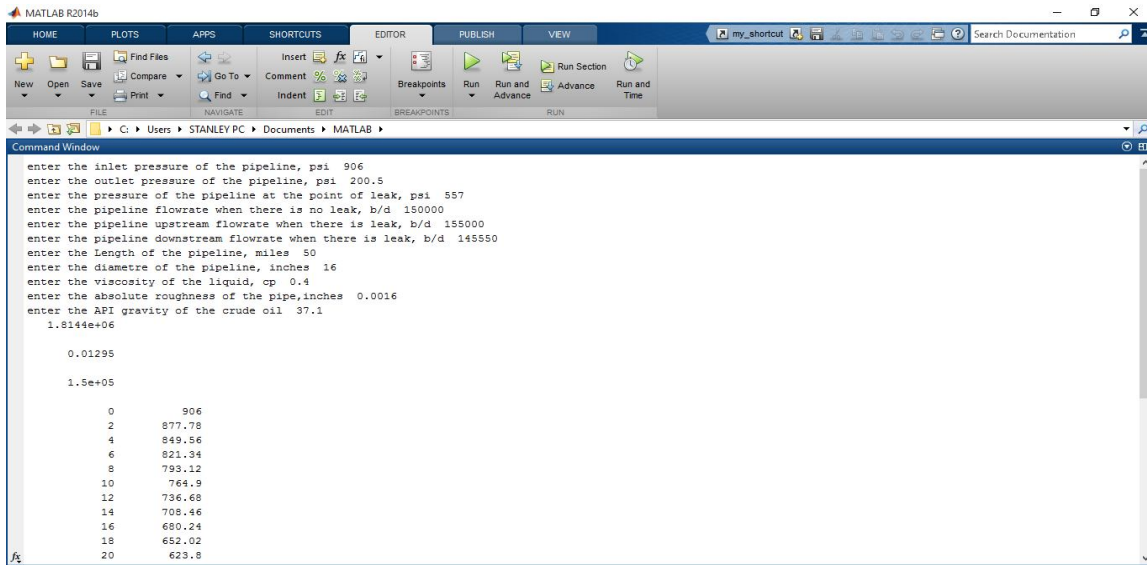 MATLAB R2014b
HOME PLOTS APPS SHORTCUTS EDITOR PUBLISH VIEW my_shortcut Search Documentation
New Open Save Find Files Compare Print Go To Find Insert fx Comment Indent Breakpoints Run Run and Advance Run Section Advance Run and Time
FILE NAVIGATE EDIT BREAKPOINTS RUN
C: Users STANLEY PC Documents MATLAB
Command Window
enter the inlet pressure of the pipeline, psi 906
enter the outlet pressure of the pipeline, psi 200.5
enter the pressure of the pipeline at the point of leak, psi 557
enter the pipeline flowrate when there is no leak, b/d 150000
enter the pipeline upstream flowrate when there is leak, b/d 155000
enter the pipeline downstream flowrate when there is leak, b/d 145550
enter the Length of the pipeline, miles 50
enter the diametre of the pipeline, inches 16
enter the viscosity of the liquid, cp 0.4
enter the absolute roughness of the pipe,inches 0.0016
enter the API gravity of the crude oil 37.1
1.8144e+06
0.01295
1.5e+05
0 906
2 877.78
4 849.56
6 821.34
8 793.12
10 764.9
12 736.68
14 708.46
16 680.24
18 652.02
20 623.8
fx